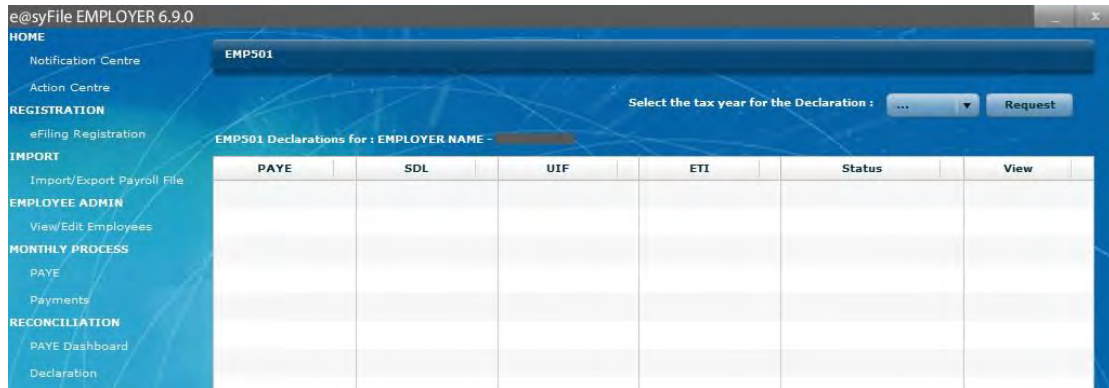 e@syFile EMPLOYER 6.9.0
HOME
Notification Centre
Action Centre
REGISTRATION
eFiling Registration
IMPORT
Import/Export Payroll File
EMPLOYEE ADMIN
View/Edit Employees
MONTHLY PROCESS
PAYE
Payments
RECONCILIATION
PAYE Dashboard
Declaration
EMP501
Select the tax year for the Declaration : ... Request
EMP501 Declarations for : EMPLOYER NAME -
PAYE SDL UIF ETI Status View